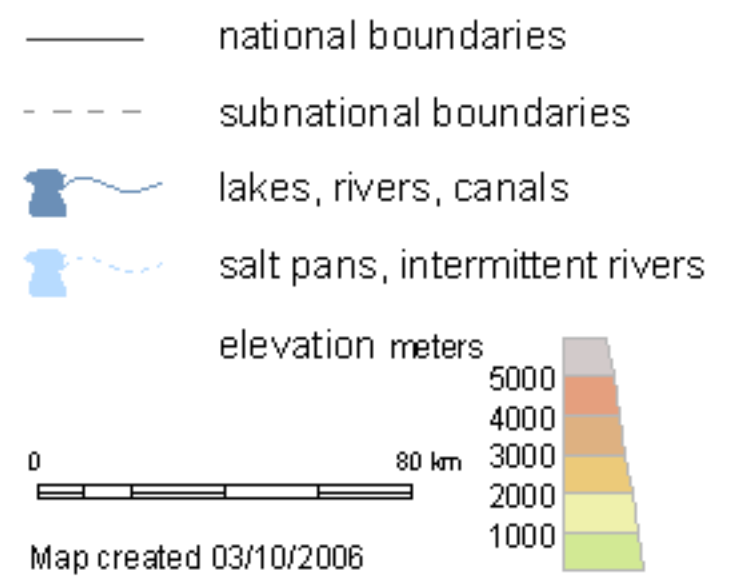 national boundaries
subnational boundaries
lakes, rivers, canals
salt pans, intermittent rivers
elevation meters
5000
4000
3000
2000
1000
0 80 km
Map created 03/10/2006